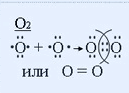 O₂
·Ö· + ·Ö· → Ö::Ö
или O = O